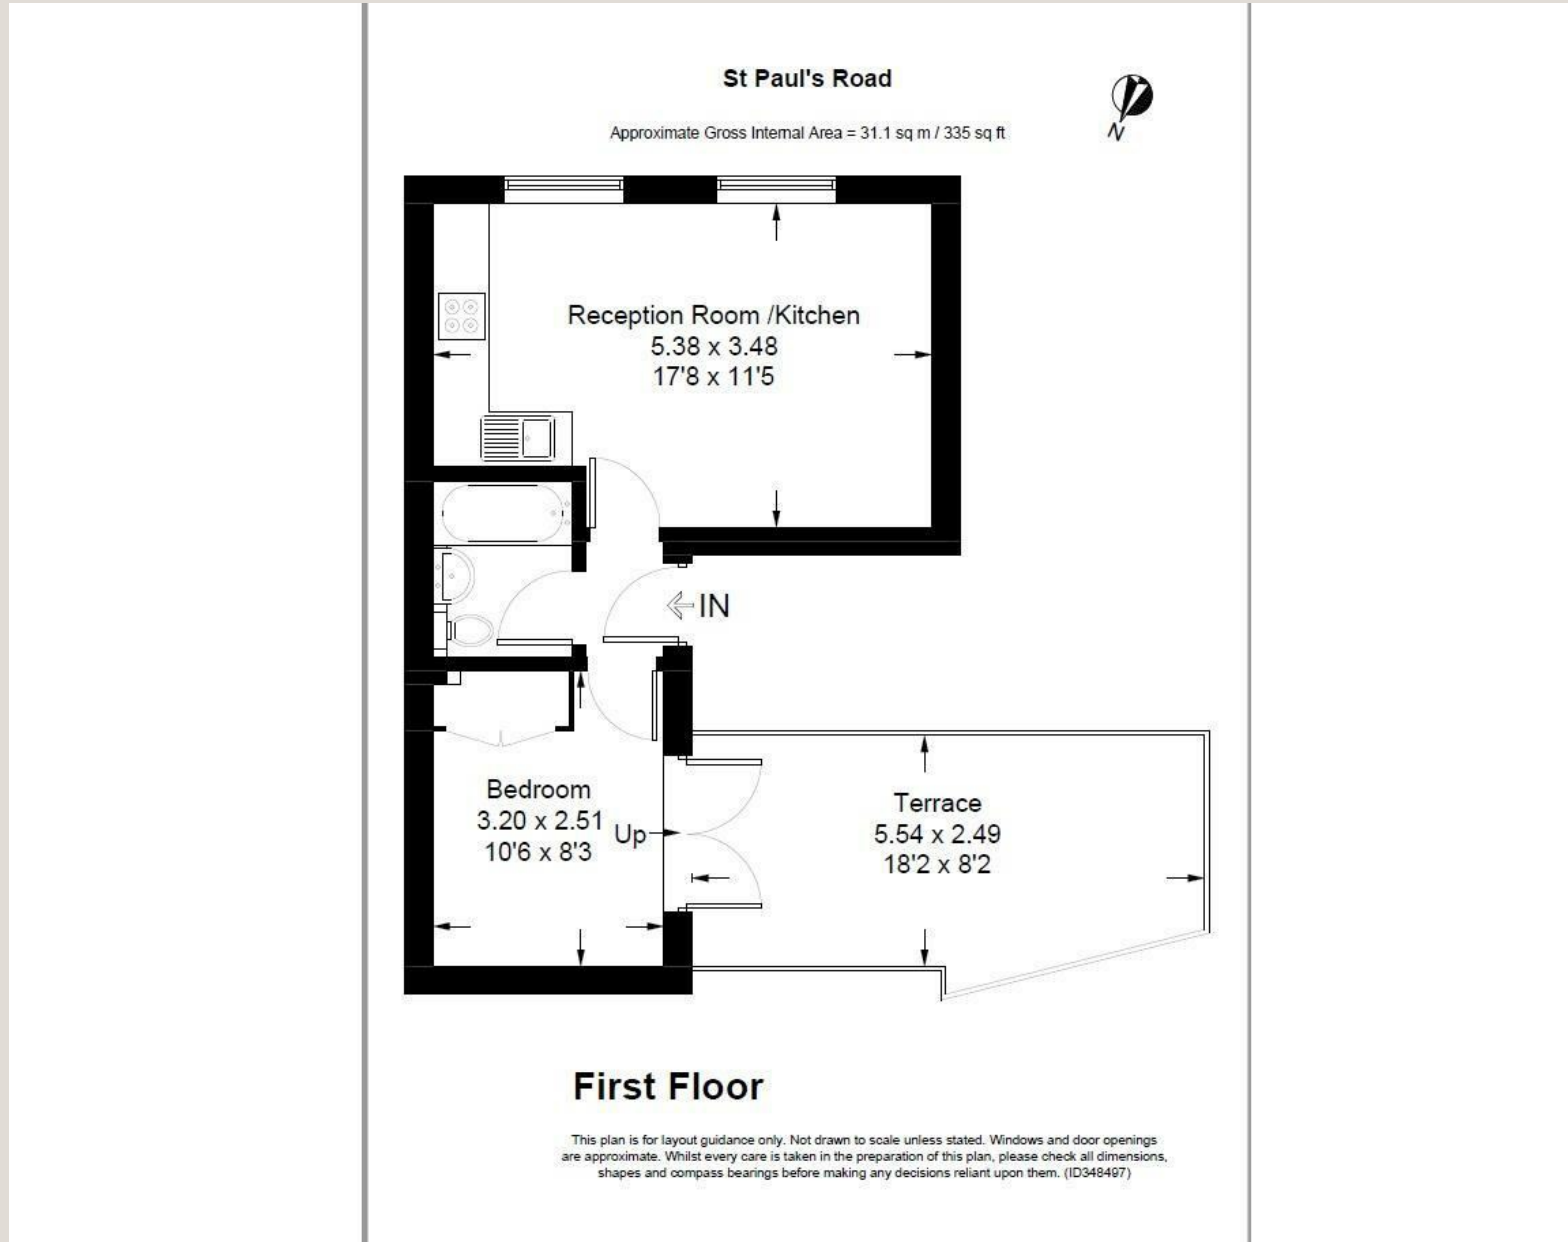 St Paul's Road
Approximate Gross Internal Area = 31.1 sq m / 335 sq ft
N
Reception Room /Kitchen
5.38 x 3.48
17'8 x 11'5
IN
Bedroom
3.20 x 2.51
10'6 x 8'3
Up
Terrace
5.54 x 2.49
18'2 x 8'2
First Floor
This plan is for layout guidance only. Not drawn to scale unless stated. Windows and door openings
are approximate. Whilst every care is taken in the preparation of this plan, please check all dimensions,
shapes and compass bearings before making any decisions reliant upon them. (ID348497)